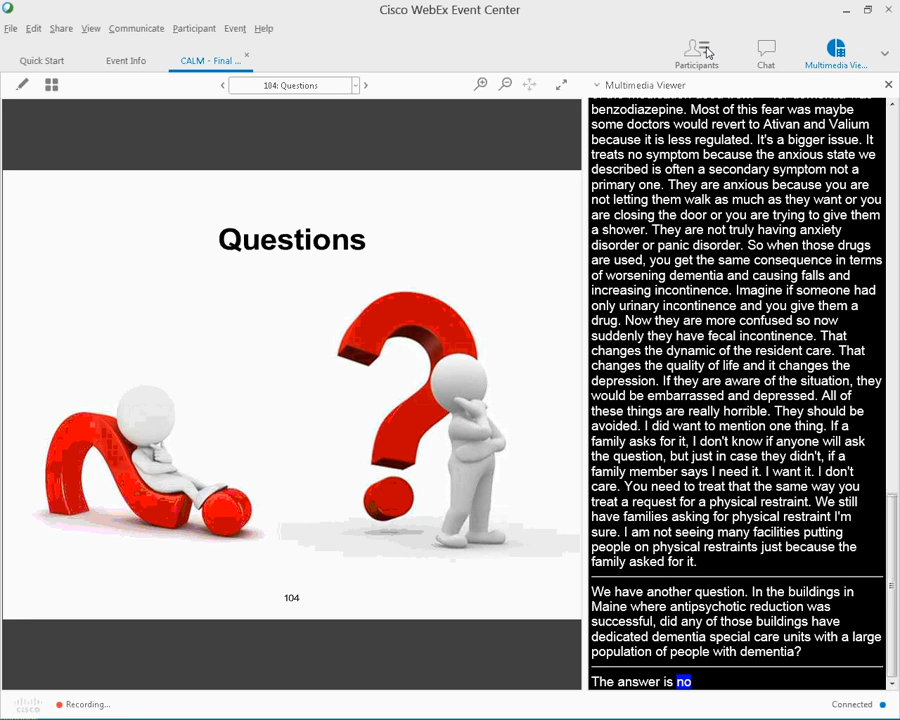 Cisco WebEx Event Center
File Edit Share View Communicate Participant Event Help
Quick Start Event Info CALM - Final ... Participants Chat Multimedia Vie...
104: Questions
Multimedia Viewer
Questions
104
benzodiazepine. Most of this fear was maybe
some doctors would revert to Ativan and Valium
because it is less regulated. It's a bigger issue. It
treats no symptom because the anxious state we
described is often a secondary symptom not a
primary one. They are anxious because you are
not letting them walk as much as they want or you
are closing the door or you are trying to give them
a shower. They are not truly having anxiety
disorder or panic disorder. So when those drugs
are used, you get the same consequence in terms
of worsening dementia and causing falls and
increasing incontinence. Imagine if someone had
only urinary incontinence and you give them a
drug. Now they are more confused so now
suddenly they have fecal incontinence. That
changes the dynamic of the resident care. That
changes the quality of life and it changes the
depression. If they are aware of the situation, they
would be embarrassed and depressed. All of
these things are really horrible. They should be
avoided. I did want to mention one thing. If a
family asks for it, I don't know if anyone will ask
the question, but just in case they didn't, if a
family member says I need it. I want it. I don't
care. You need to treat that the same way you
treat a request for a physical restraint. We still
have families asking for physical restraint I'm
sure. I am not seeing many facilities putting
people on physical restraints just because the
family asked for it.
We have another question. In the buildings in
Maine where antipsychotic reduction was
successful, did any of those buildings have
dedicated dementia special care units with a large
population of people with dementia?
The answer is no
cisco Recording... Connected